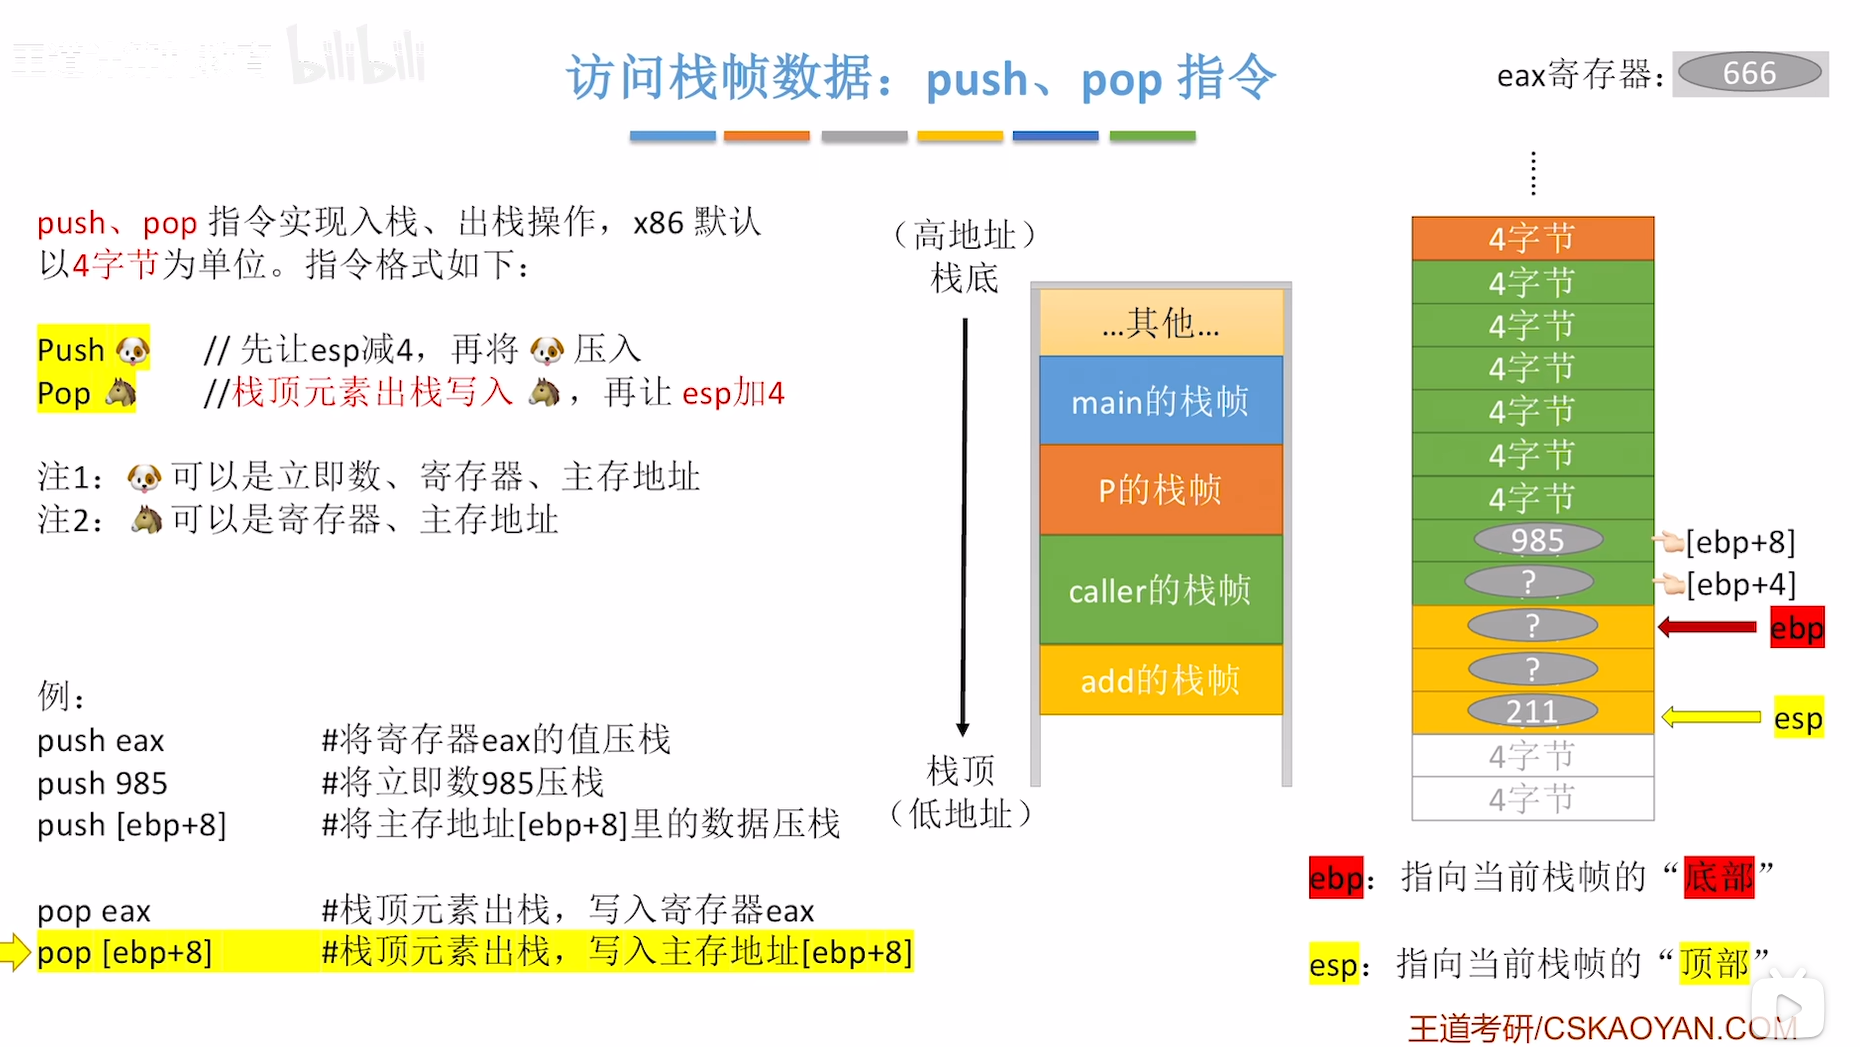 bilibili
访问栈帧数据：push、pop 指令
eax寄存器：666
push、pop 指令实现入栈、出栈操作，x86 默认
以4字节为单位。指令格式如下：
Push 🐶 // 先让esp减4，再将 🐶 压入
Pop 🐴 //栈顶元素出栈写入 🐴 ，再让 esp加4
注1：🐶 可以是立即数、寄存器、主存地址
注2：🐴 可以是寄存器、主存地址
例：
push eax #将寄存器eax的值压栈
push 985 #将立即数985压栈
push [ebp+8] #将主存地址[ebp+8]里的数据压栈
pop eax #栈顶元素出栈，写入寄存器eax
pop [ebp+8] #栈顶元素出栈，写入主存地址[ebp+8]
（高地址）
栈底
...其他...
main的栈帧
P的栈帧
caller的栈帧
add的栈帧
栈顶
（低地址）
4字节
4字节
4字节
4字节
4字节
4字节
4字节
985 [ebp+8]
? [ebp+4]
? ebp
?
211 esp
4字节
4字节
ebp：指向当前栈帧的“底部”
esp：指向当前栈帧的“顶部”
王道考研/CSKAOYAN.COM